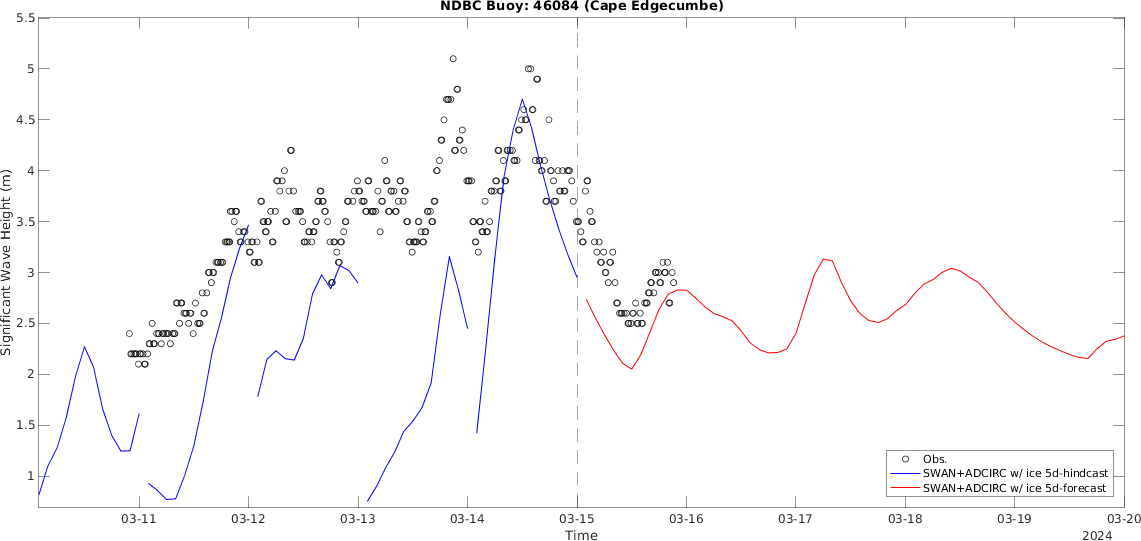 NDBC Buoy: 46084 (Cape Edgecumbe)
5.5
5
4.5
4
3.5
3
2.5
2
1.5
1
Significant Wave Height (m)
Obs.
SWAN+ADCIRC w/ ice 5d-hindcast
SWAN+ADCIRC w/ ice 5d-forecast
03-11 03-12 03-13 03-14 03-15 03-16 03-17 03-18 03-19 03-20
Time
2024